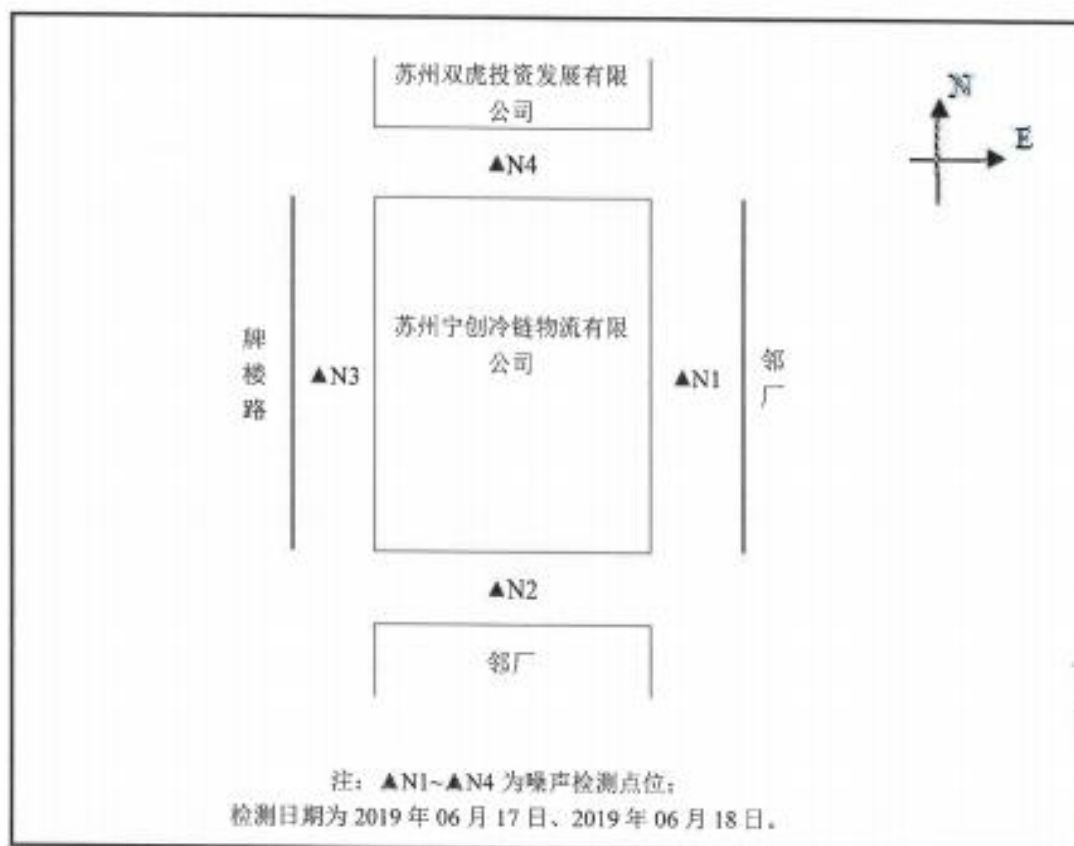 苏州双虎投资发展有限
公司
N
E
▲N4
苏州宁创冷链物流有限
公司
牌
楼
路
▲N3
▲N1
邻
厂
▲N2
邻厂
注：▲N1~▲N4 为噪声检测点位；
检测日期为 2019 年 06 月 17 日、2019 年 06 月 18 日。